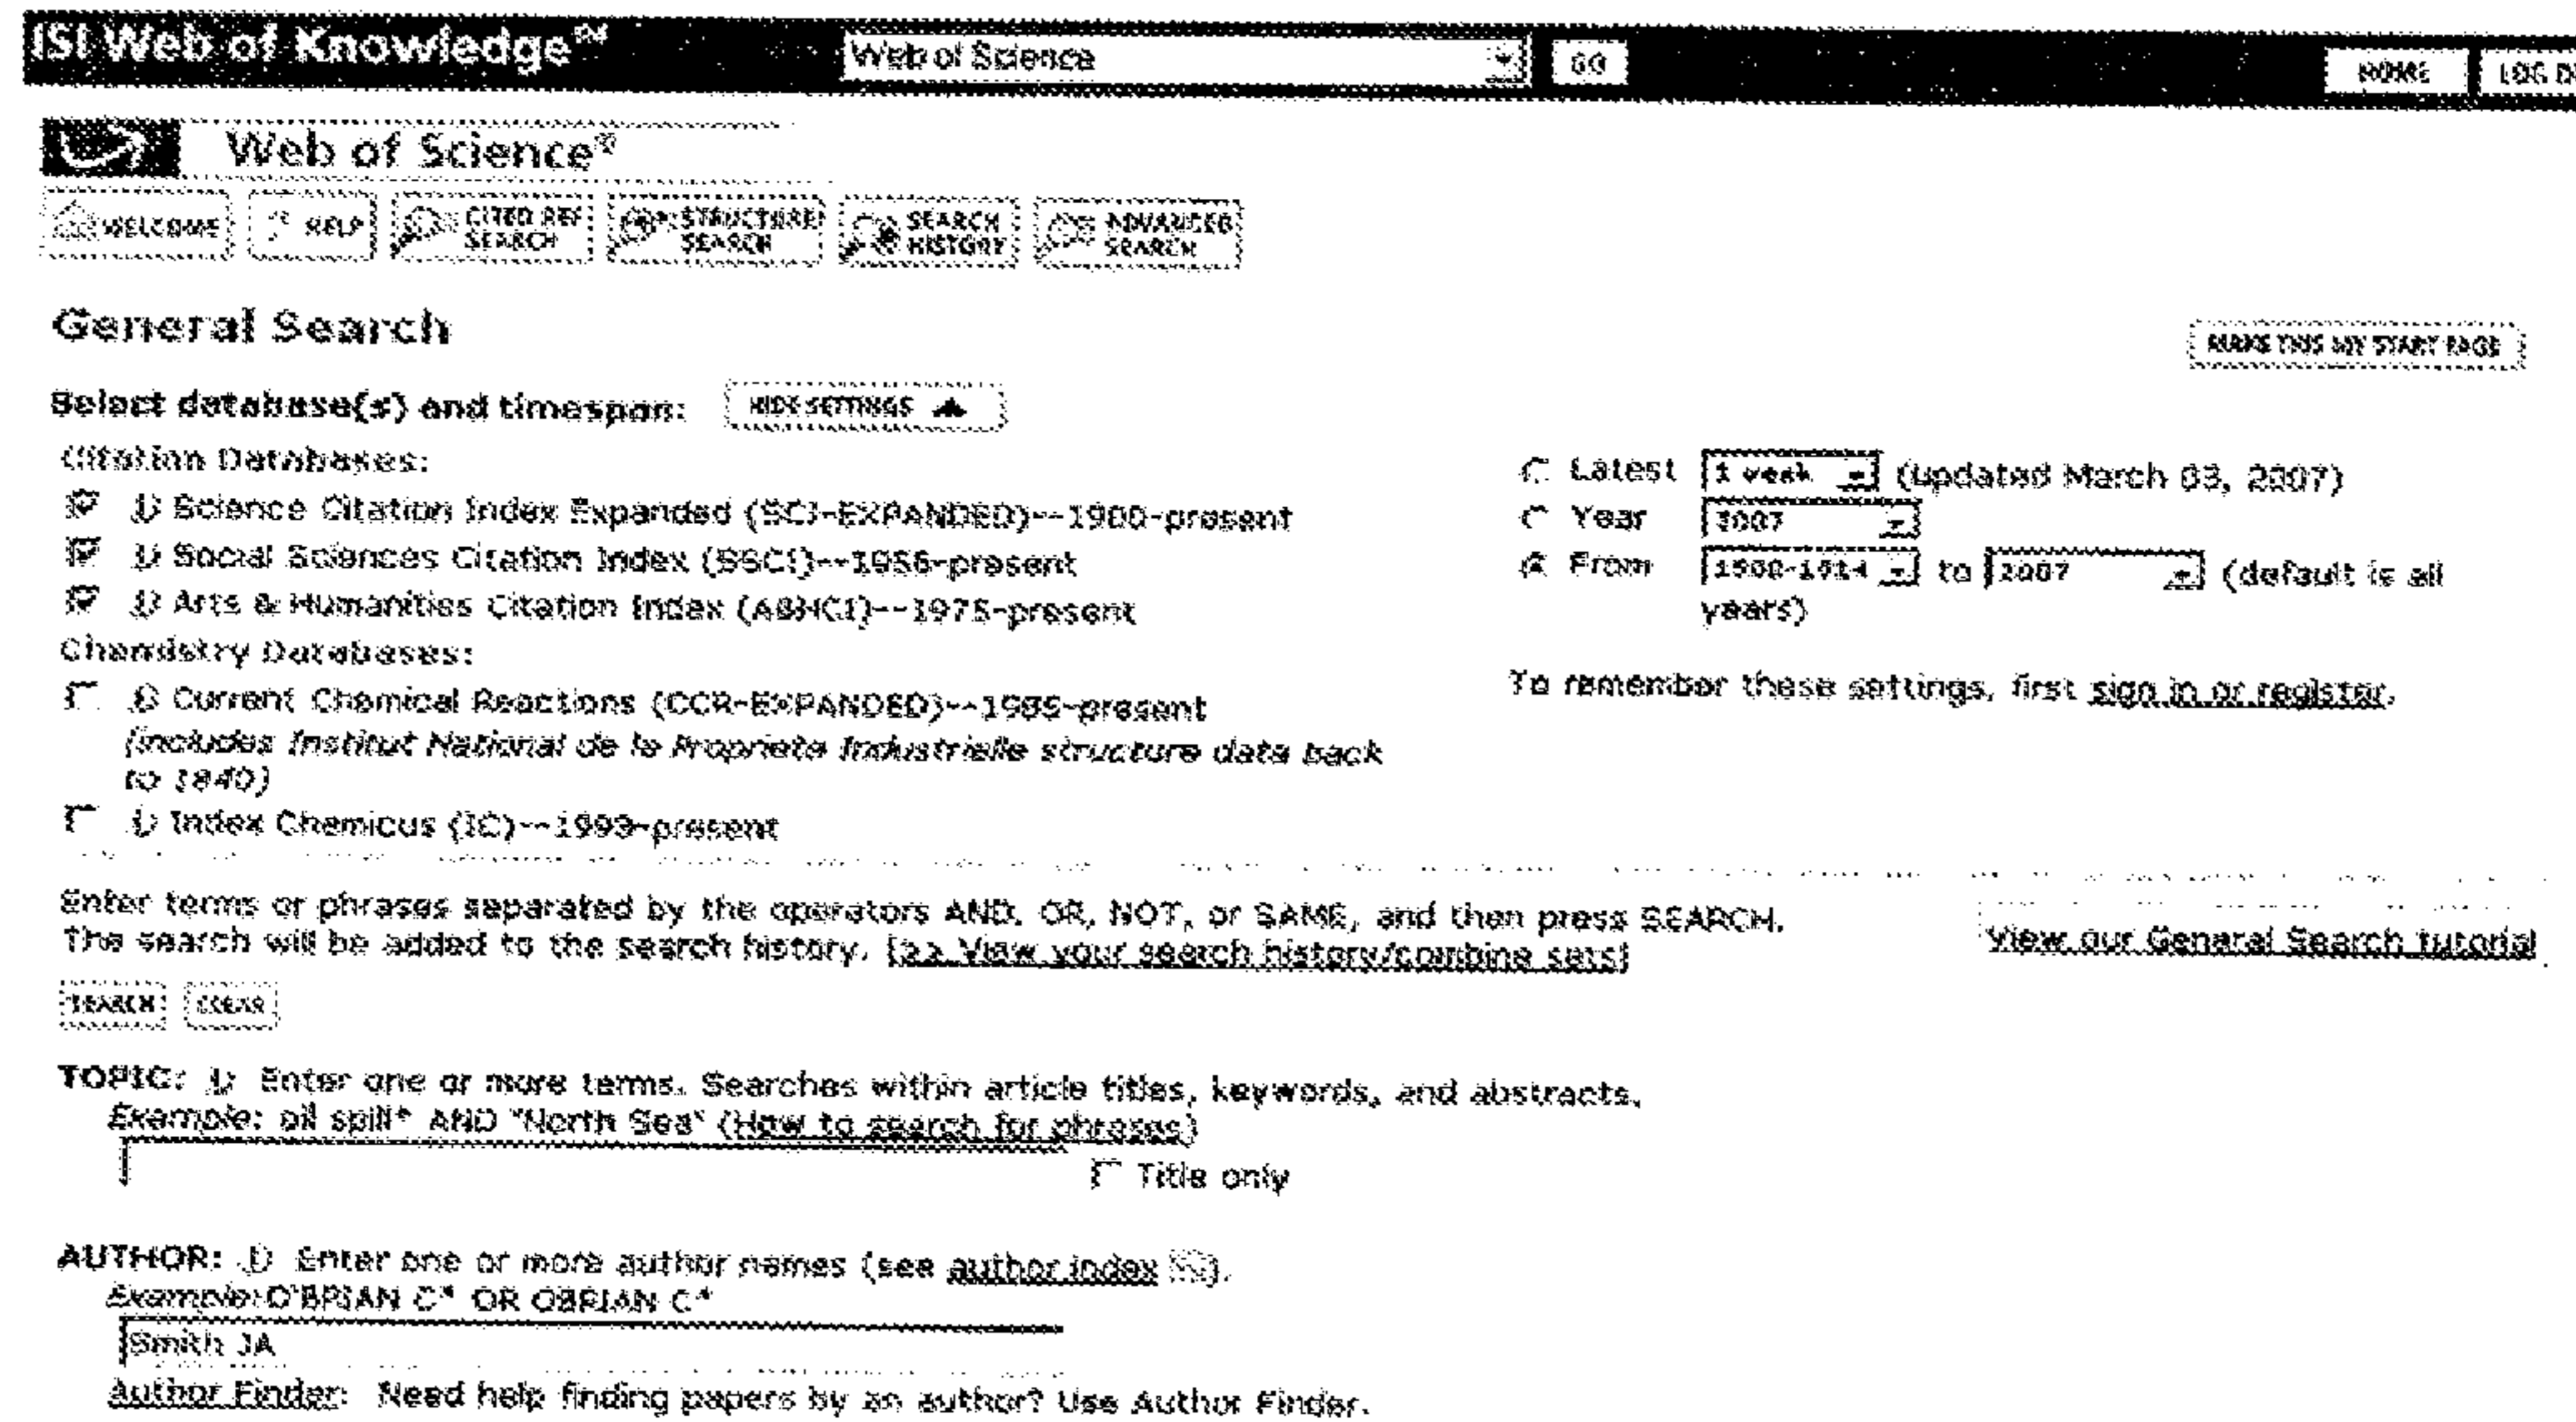 ISI Web of Knowledge℠ Web of Science GO HOME LOG
Web of Science®
WELCOME ? HELP CITED REF SEARCH STRUCTURE SEARCH SEARCH HISTORY ADVANCED SEARCH
General Search
MAKE THIS MY START PAGE
Select database(s) and timespan: HIDE SETTINGS
Citation Databases:
Science Citation Index Expanded (SCI-EXPANDED)--1900-present
Social Sciences Citation Index (SSCI)--1956-present
Arts & Humanities Citation Index (A&HCI)--1975-present
Chemistry Databases:
Current Chemical Reactions (CCR-EXPANDED)--1985-present
(includes Institut National de la Propriete Industrielle structure data back
to 1840)
Index Chemicus (IC)--1993-present
Latest 1 week (updated March 03, 2007)
Year 2007
From 1900-1914 to 2007 (default is all
years)
To remember these settings, first sign in or register.
Enter terms or phrases separated by the operators AND, OR, NOT, or SAME, and then press SEARCH.
The search will be added to the search history. [>> View your search history/combine sets]
View our General Search tutorial
SEARCH CLEAR
TOPIC: Enter one or more terms. Searches within article titles, keywords, and abstracts.
Example: oil spill* AND "North Sea" (How to search for phrases)
Title only
AUTHOR: Enter one or more author names (see author index).
Example: O'BRIAN C* OR OBRIAN C*
Smith JA
Author Finder: Need help finding papers by an author? Use Author Finder.